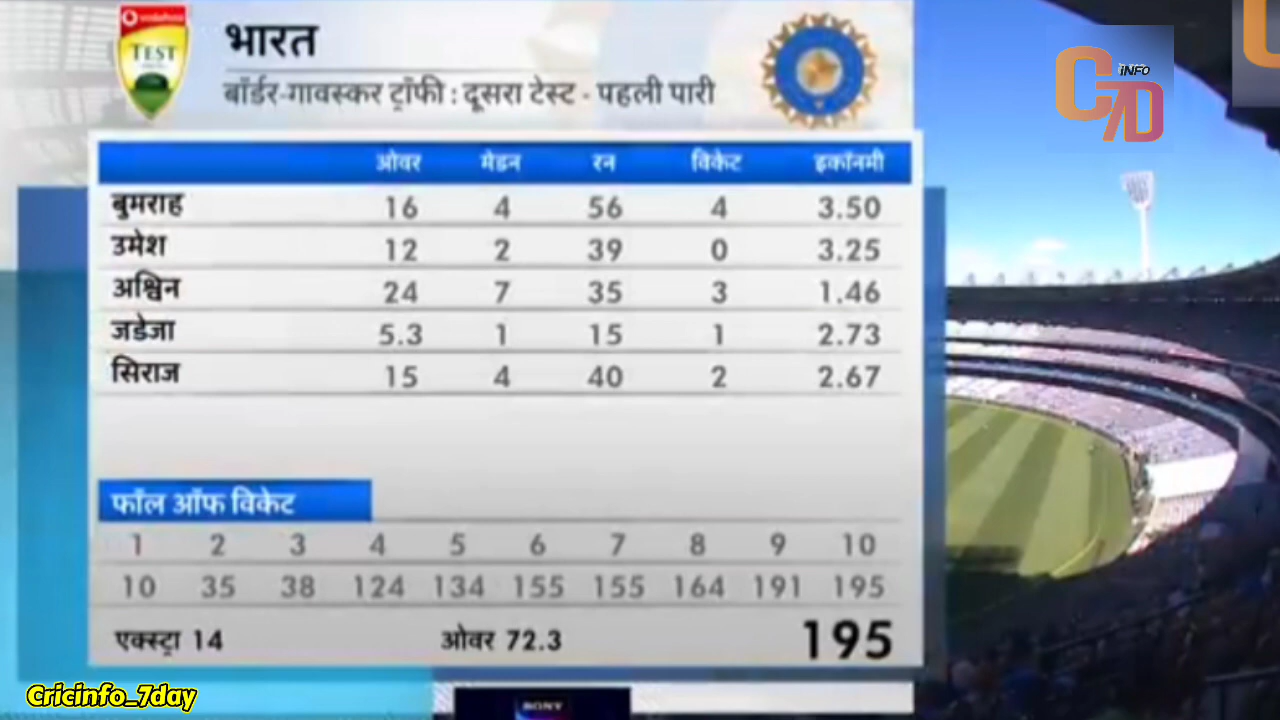 vodafone
TEST
भारत
बॉर्डर-गावस्कर ट्रॉफी : दूसरा टेस्ट - पहली पारी
C7D INFO
ओवर मेडन रन विकेट इकॉनमी
बुमराह 16 4 56 4 3.50
उमेश 12 2 39 0 3.25
अश्विन 24 7 35 3 1.46
जडेजा 5.3 1 15 1 2.73
सिराज 15 4 40 2 2.67
फॉल ऑफ विकेट
1 2 3 4 5 6 7 8 9 10
10 35 38 124 134 155 155 164 191 195
एक्स्ट्रा 14 ओवर 72.3 195
Cricinfo_7day
SONY